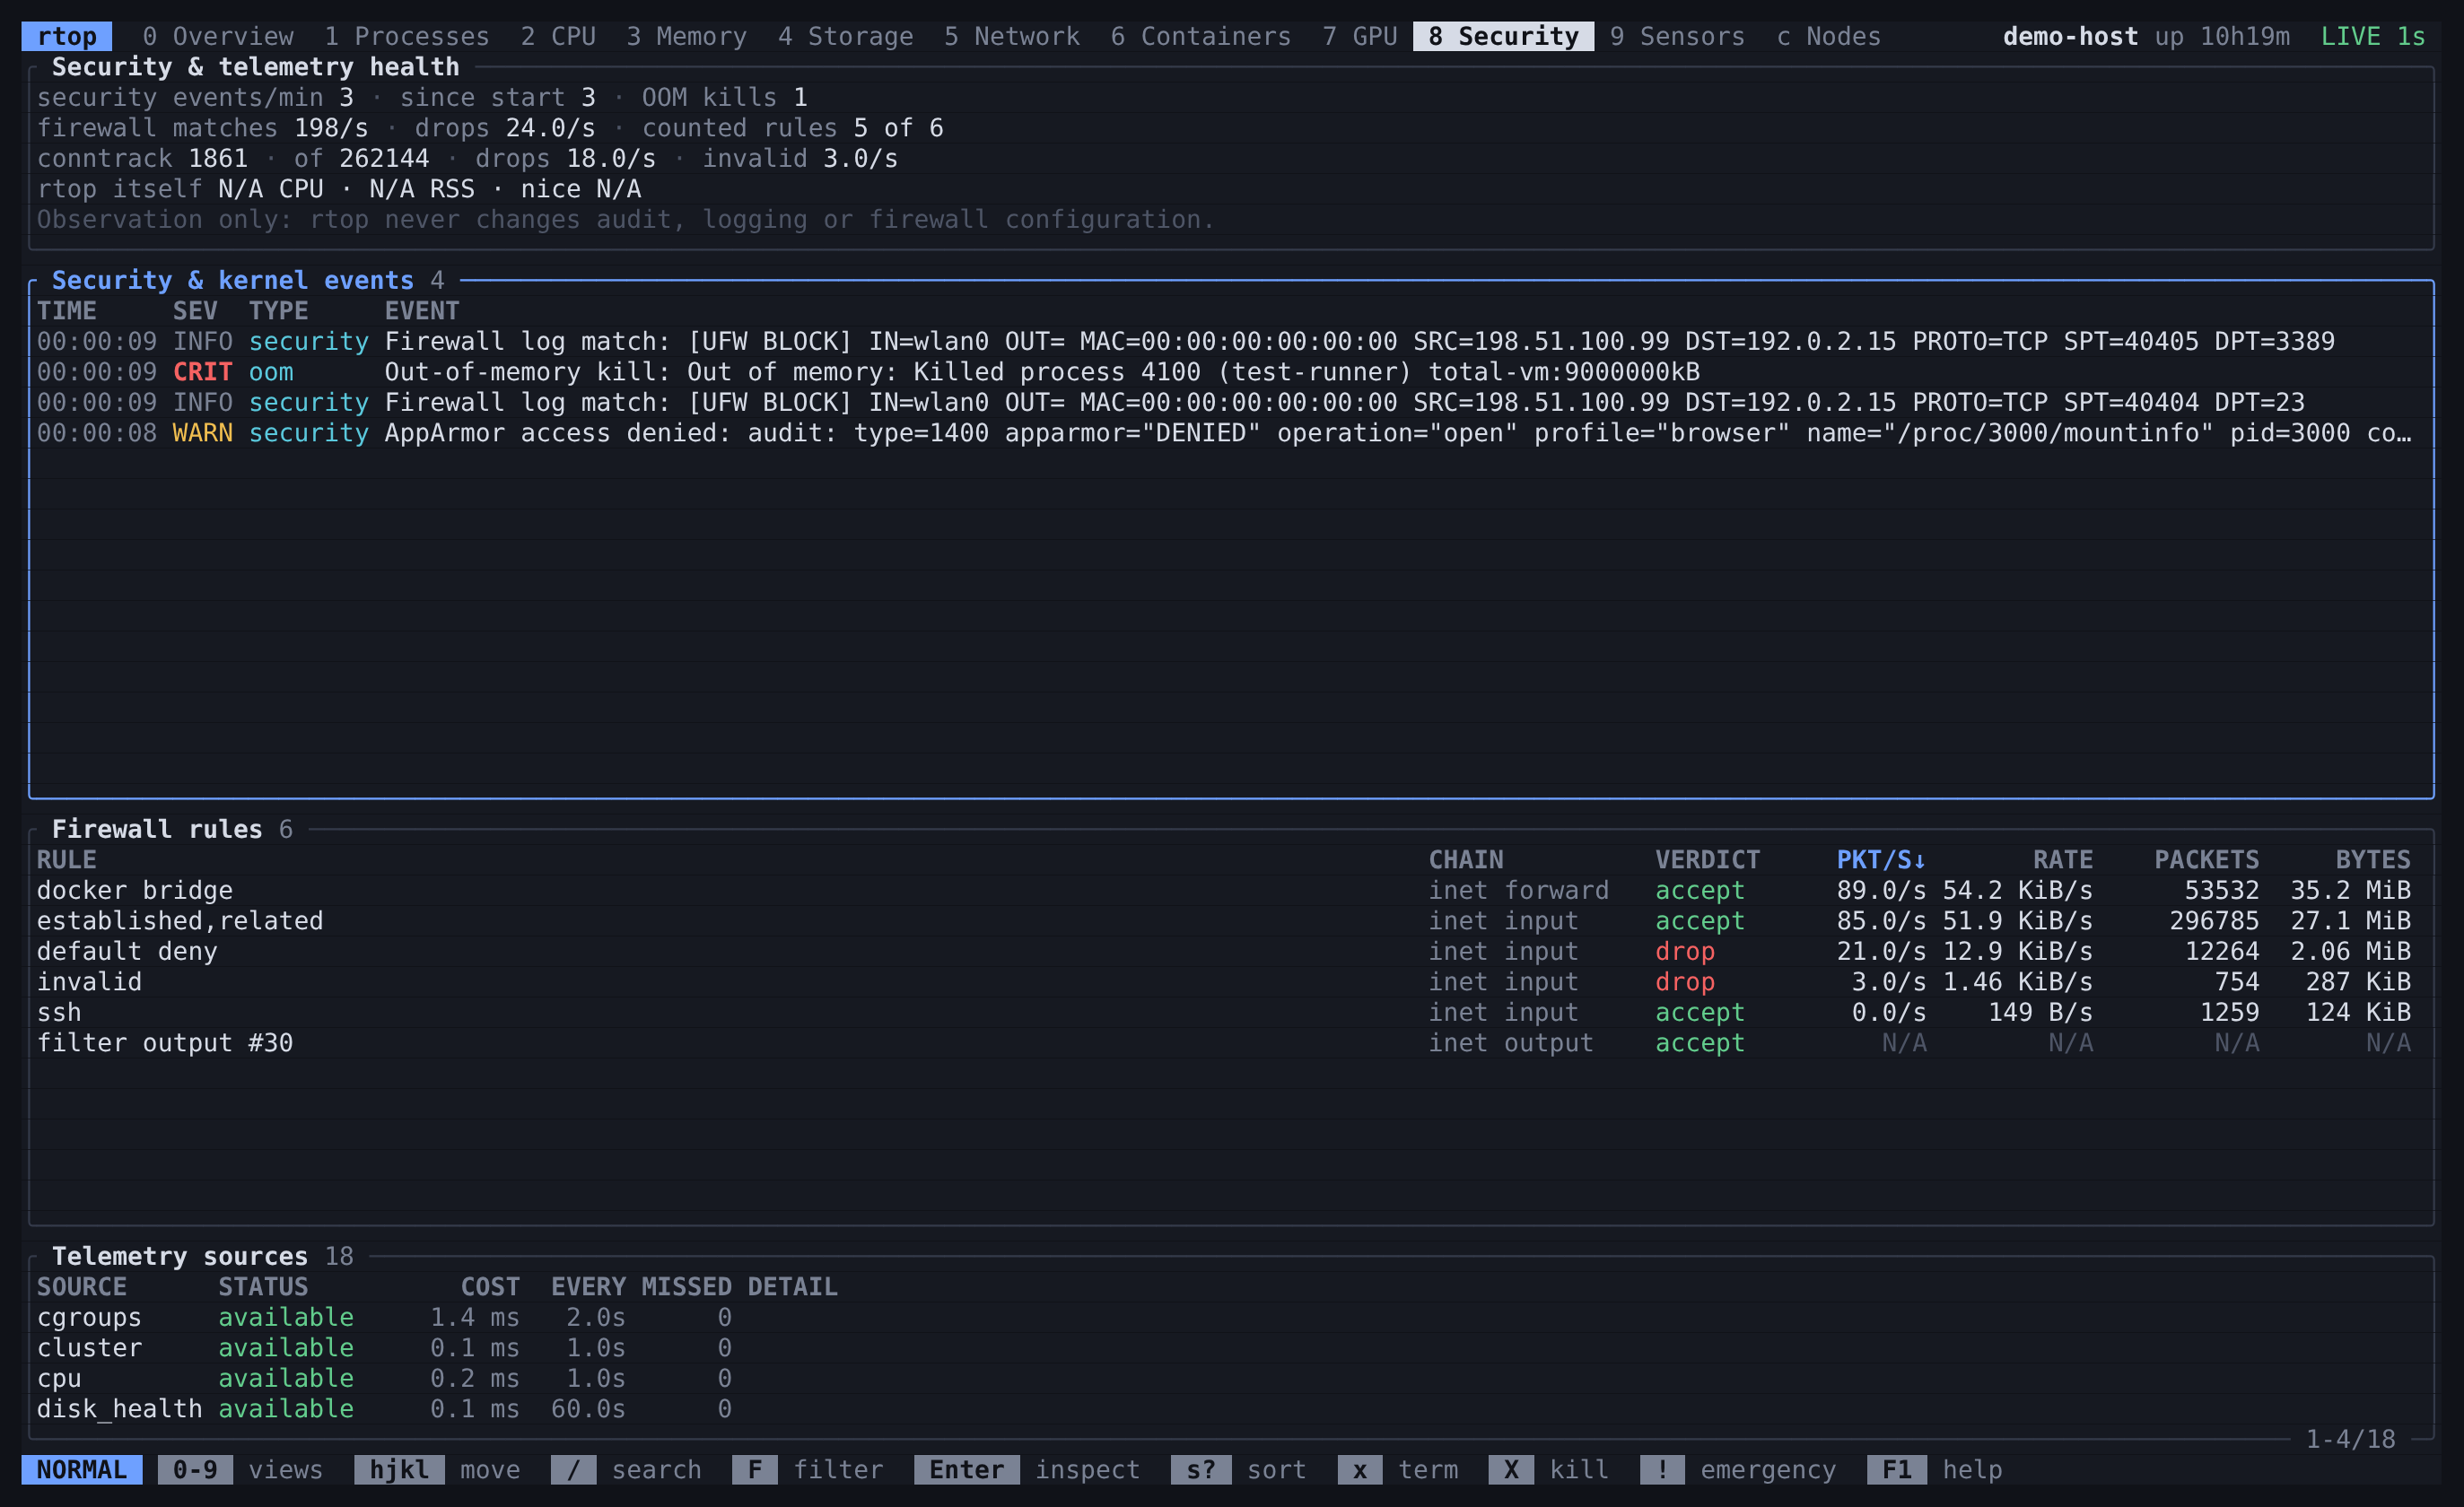 rtop 0 Overview 1 Processes 2 CPU 3 Memory 4 Storage 5 Network 6 Containers 7 GPU 8 Security 9 Sensors c Nodes demo-host up 10h19m LIVE 1s
Security & telemetry health
security events/min 3 · since start 3 · OOM kills 1
firewall matches 198/s · drops 24.0/s · counted rules 5 of 6
conntrack 1861 · of 262144 · drops 18.0/s · invalid 3.0/s
rtop itself N/A CPU · N/A RSS · nice N/A
Observation only: rtop never changes audit, logging or firewall configuration.
Security & kernel events 4
TIME SEV TYPE EVENT
00:00:09 INFO security Firewall log match: [UFW BLOCK] IN=wlan0 OUT= MAC=00:00:00:00:00:00 SRC=198.51.100.99 DST=192.0.2.15 PROTO=TCP SPT=40405 DPT=3389
00:00:09 CRIT oom Out-of-memory kill: Out of memory: Killed process 4100 (test-runner) total-vm:9000000kB
00:00:09 INFO security Firewall log match: [UFW BLOCK] IN=wlan0 OUT= MAC=00:00:00:00:00:00 SRC=198.51.100.99 DST=192.0.2.15 PROTO=TCP SPT=40404 DPT=23
00:00:08 WARN security AppArmor access denied: audit: type=1400 apparmor="DENIED" operation="open" profile="browser" name="/proc/3000/mountinfo" pid=3000 co…
Firewall rules 6
RULE CHAIN VERDICT PKT/S↓ RATE PACKETS BYTES
docker bridge inet forward accept 89.0/s 54.2 KiB/s 53532 35.2 MiB
established,related inet input accept 85.0/s 51.9 KiB/s 296785 27.1 MiB
default deny inet input drop 21.0/s 12.9 KiB/s 12264 2.06 MiB
invalid inet input drop 3.0/s 1.46 KiB/s 754 287 KiB
ssh inet input accept 0.0/s 149 B/s 1259 124 KiB
filter output #30 inet output accept N/A N/A N/A N/A
Telemetry sources 18
SOURCE STATUS COST EVERY MISSED DETAIL
cgroups available 1.4 ms 2.0s 0
cluster available 0.1 ms 1.0s 0
cpu available 0.2 ms 1.0s 0
disk_health available 0.1 ms 60.0s 0
1-4/18
NORMAL 0-9 views hjkl move / search F filter Enter inspect s? sort x term X kill ! emergency F1 help